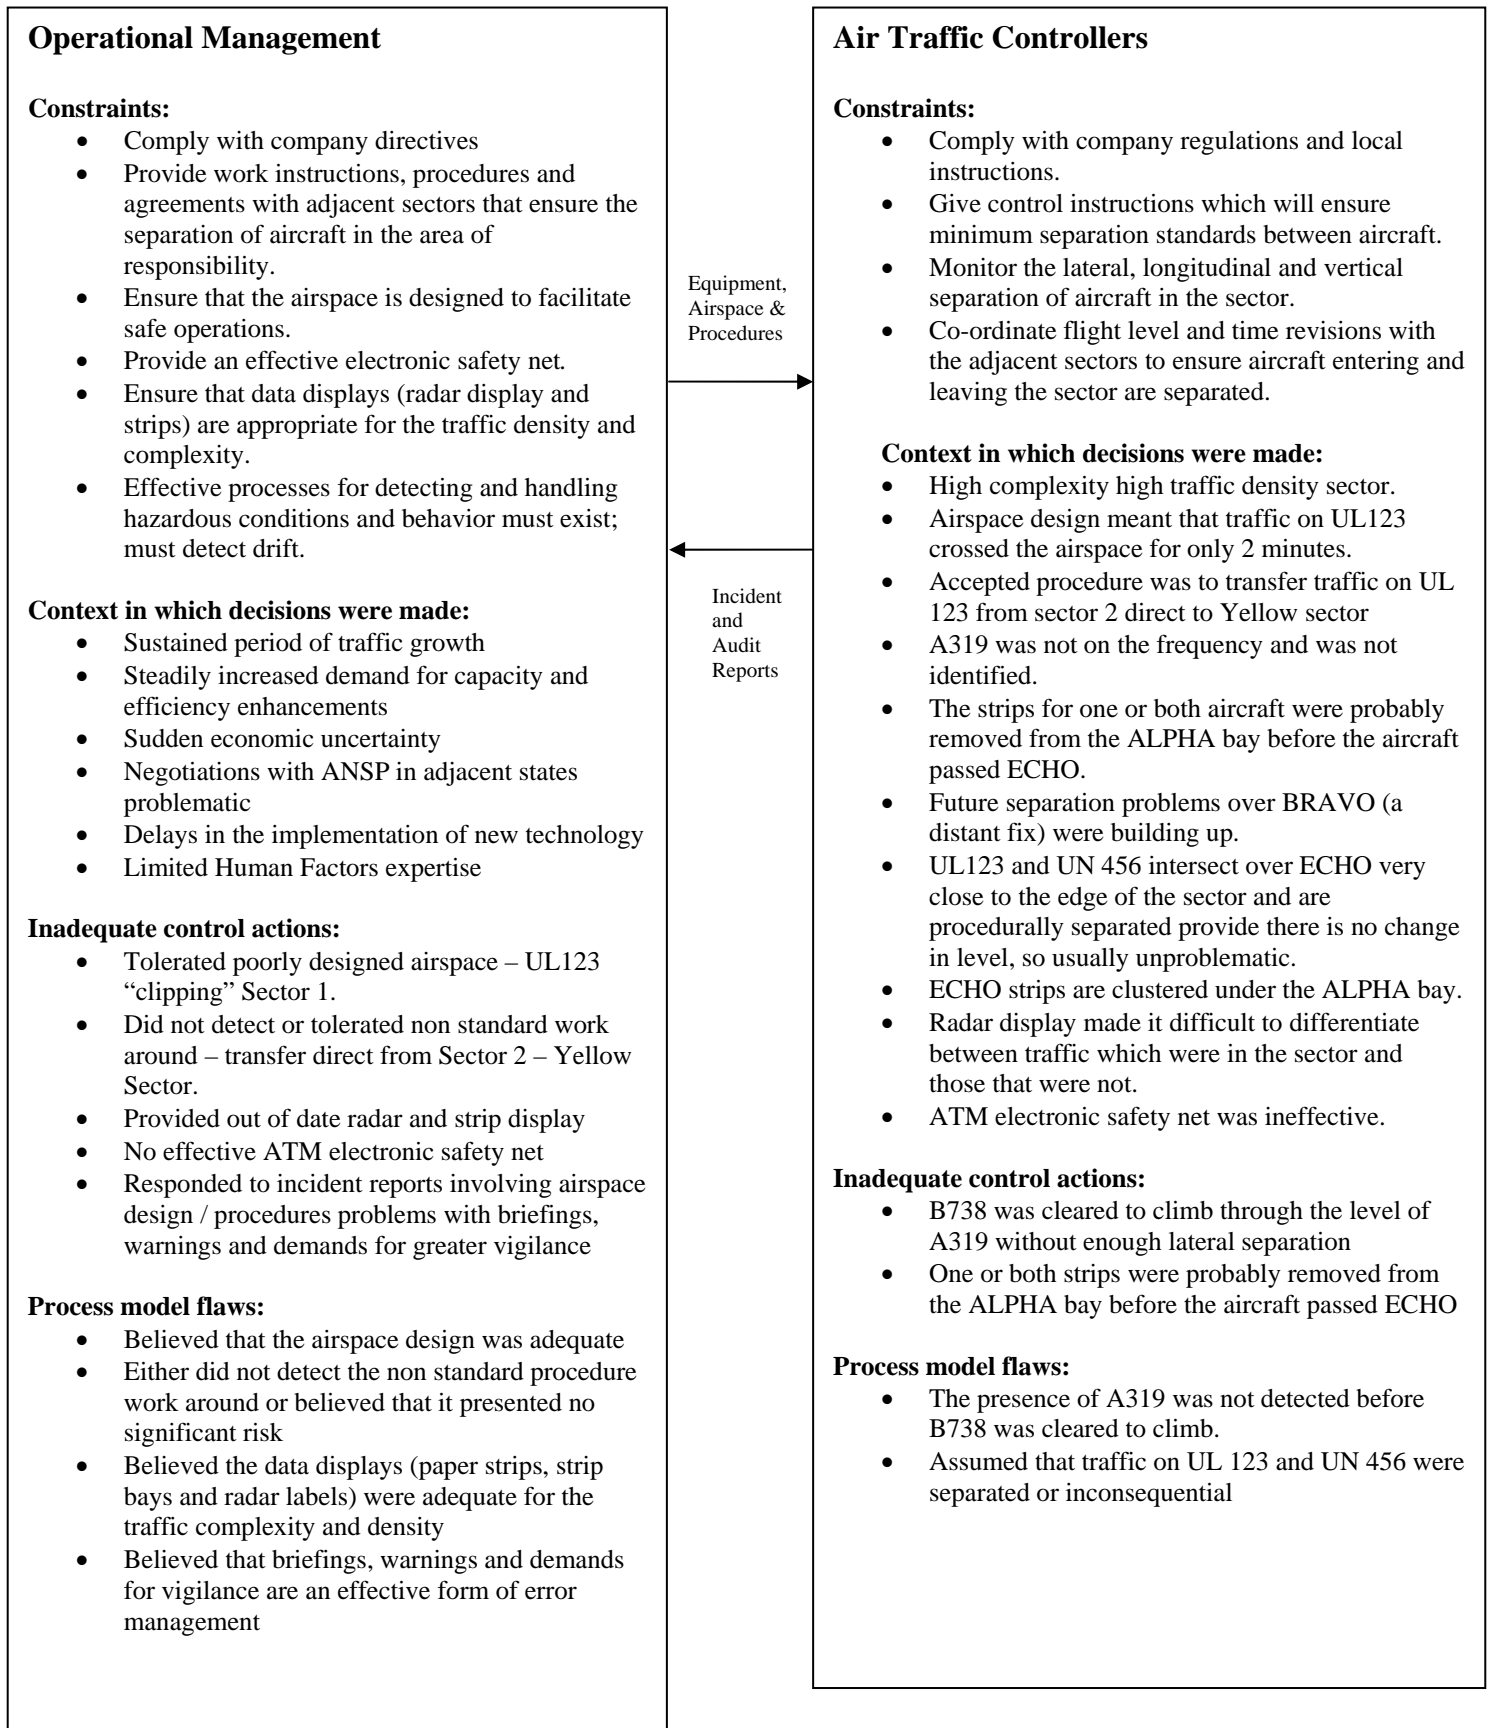 Operational Management
Constraints:
• Comply with company directives
• Provide work instructions, procedures and
agreements with adjacent sectors that ensure the
separation of aircraft in the area of
responsibility.
• Ensure that the airspace is designed to facilitate
safe operations.
• Provide an effective electronic safety net.
• Ensure that data displays (radar display and
strips) are appropriate for the traffic density and
complexity.
• Effective processes for detecting and handling
hazardous conditions and behavior must exist;
must detect drift.
Context in which decisions were made:
• Sustained period of traffic growth
• Steadily increased demand for capacity and
efficiency enhancements
• Sudden economic uncertainty
• Negotiations with ANSP in adjacent states
problematic
• Delays in the implementation of new technology
• Limited Human Factors expertise
Inadequate control actions:
• Tolerated poorly designed airspace – UL123
“clipping” Sector 1.
• Did not detect or tolerated non standard work
around – transfer direct from Sector 2 – Yellow
Sector.
• Provided out of date radar and strip display
• No effective ATM electronic safety net
• Responded to incident reports involving airspace
design / procedures problems with briefings,
warnings and demands for greater vigilance
Process model flaws:
• Believed that the airspace design was adequate
• Either did not detect the non standard procedure
work around or believed that it presented no
significant risk
• Believed the data displays (paper strips, strip
bays and radar labels) were adequate for the
traffic complexity and density
• Believed that briefings, warnings and demands
for vigilance are an effective form of error
management
Equipment,
Airspace &
Procedures
Incident
and
Audit
Reports
Air Traffic Controllers
Constraints:
• Comply with company regulations and local
instructions.
• Give control instructions which will ensure
minimum separation standards between aircraft.
• Monitor the lateral, longitudinal and vertical
separation of aircraft in the sector.
• Co-ordinate flight level and time revisions with
the adjacent sectors to ensure aircraft entering and
leaving the sector are separated.
Context in which decisions were made:
• High complexity high traffic density sector.
• Airspace design meant that traffic on UL123
crossed the airspace for only 2 minutes.
• Accepted procedure was to transfer traffic on UL
123 from sector 2 direct to Yellow sector
• A319 was not on the frequency and was not
identified.
• The strips for one or both aircraft were probably
removed from the ALPHA bay before the aircraft
passed ECHO.
• Future separation problems over BRAVO (a
distant fix) were building up.
• UL123 and UN 456 intersect over ECHO very
close to the edge of the sector and are
procedurally separated provide there is no change
in level, so usually unproblematic.
• ECHO strips are clustered under the ALPHA bay.
• Radar display made it difficult to differentiate
between traffic which were in the sector and
those that were not.
• ATM electronic safety net was ineffective.
Inadequate control actions:
• B738 was cleared to climb through the level of
A319 without enough lateral separation
• One or both strips were probably removed from
the ALPHA bay before the aircraft passed ECHO
Process model flaws:
• The presence of A319 was not detected before
B738 was cleared to climb.
• Assumed that traffic on UL 123 and UN 456 were
separated or inconsequential